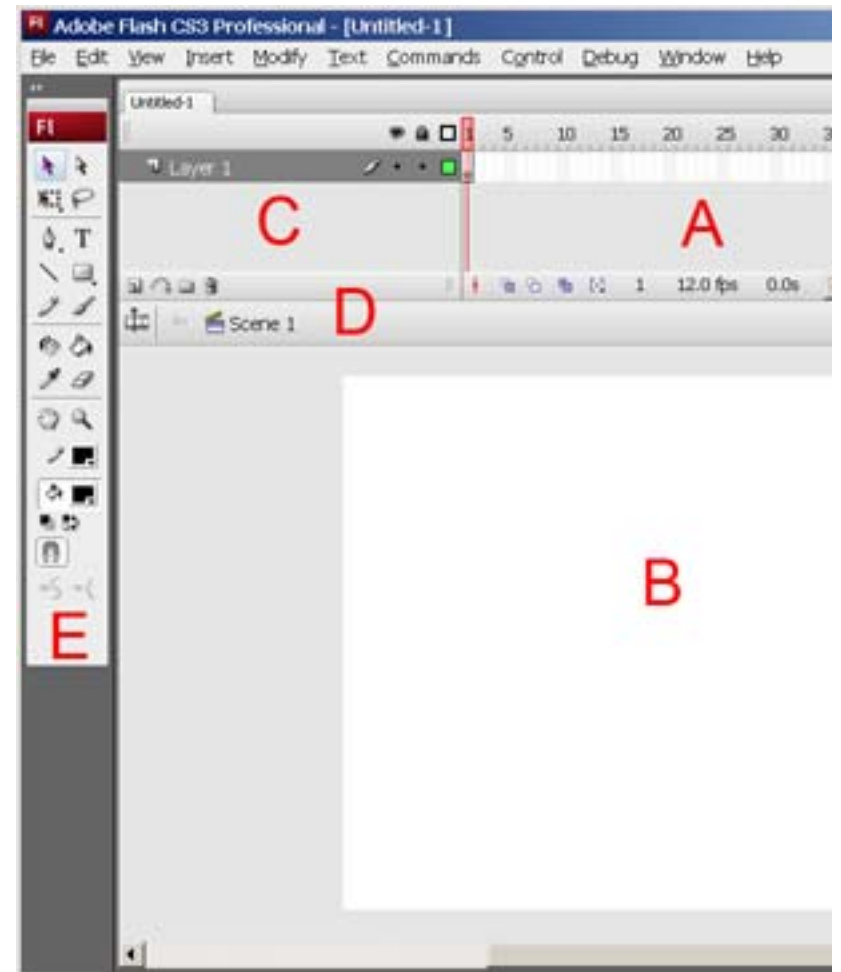 Fl Adobe Flash CS3 Professional - [Untitled-1]
File Edit View Insert Modify Text Commands Control Debug Window Help
Untitled-1
Fl
1 5 10 15 20 25 30 3
Layer 1
C
A
T
1 12.0 fps 0.0s
Scene 1
D
B
E